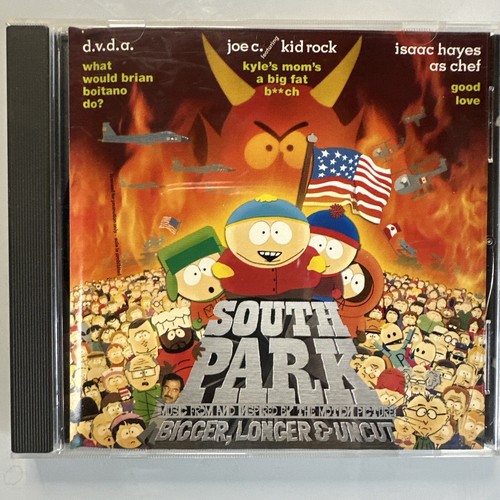 d.v.d.a.
what
would brian
boitano
do?
joe c. featuring kid rock
kyle's mom's
a big fat
b**ch
isaac hayes
as chef
good
love
SOUTH
PARK
MUSIC FROM AND INSPIRED BY THE MOTION PICTURE
BIGGER, LONGER & UNCUT